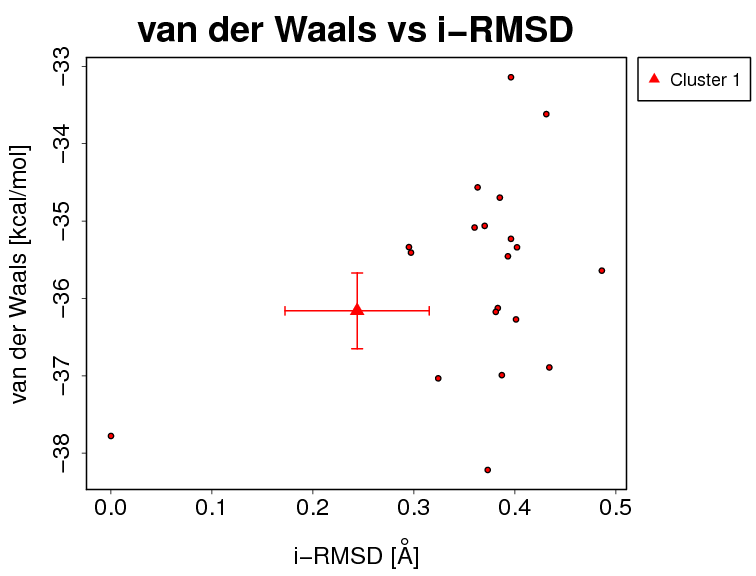 van der Waals vs i−RMSD
Cluster 1
van der Waals [kcal/mol]
−33
−34
−35
−36
−37
−38
0.0 0.1 0.2 0.3 0.4 0.5
i−RMSD [Å]